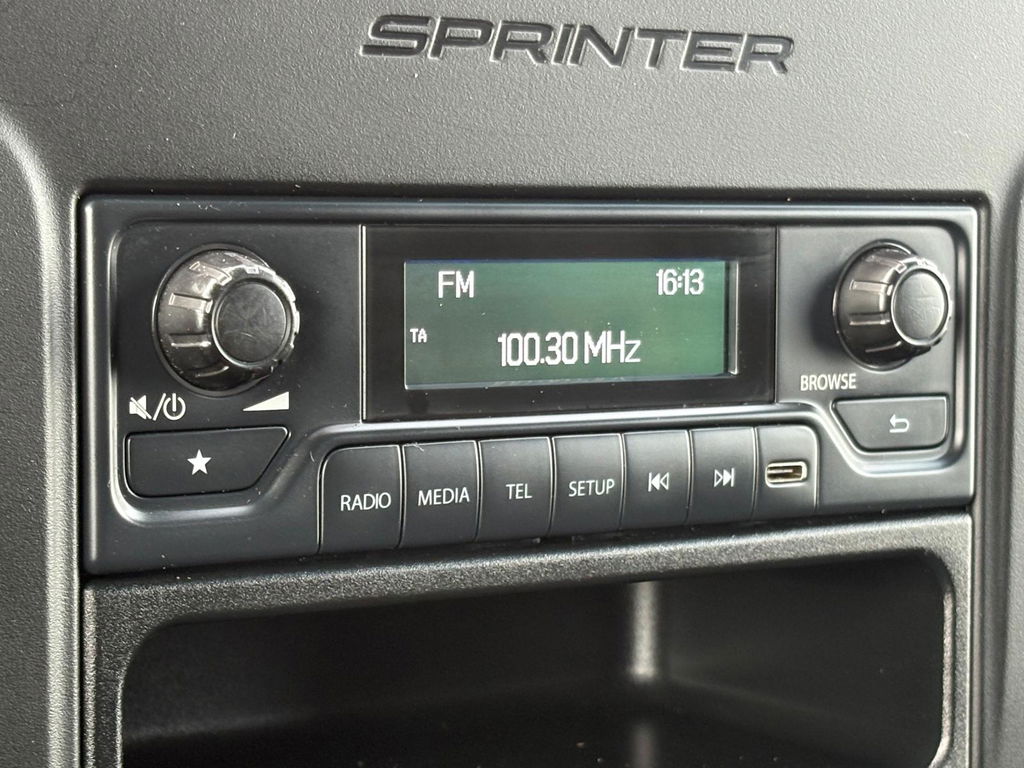 SPRINTER
FM 16:13
TA
100.30 MHz
BROWSE
RADIO MEDIA TEL SETUP